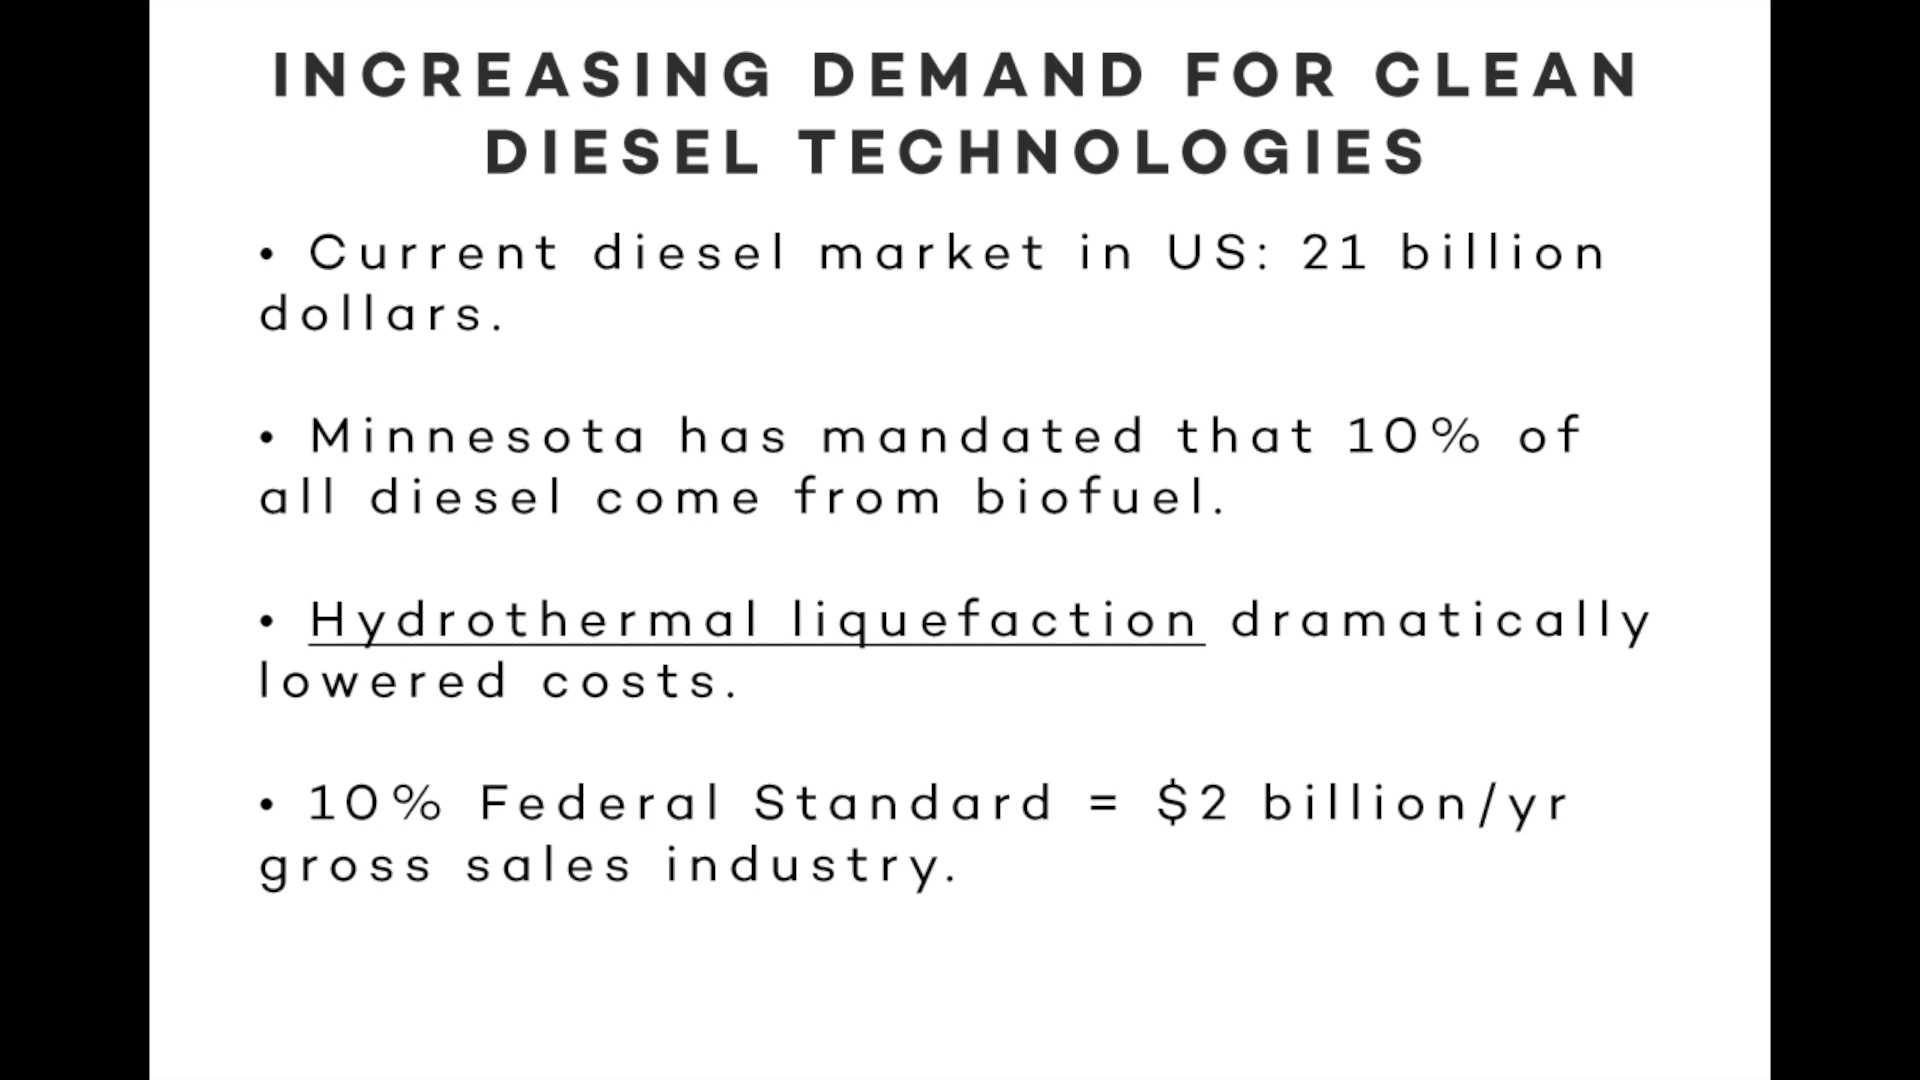 INCREASING DEMAND FOR CLEAN
DIESEL TECHNOLOGIES
• Current diesel market in US: 21 billion
dollars.
• Minnesota has mandated that 10% of
all diesel come from biofuel.
• Hydrothermal liquefaction dramatically
lowered costs.
• 10% Federal Standard = $2 billion/yr
gross sales industry.